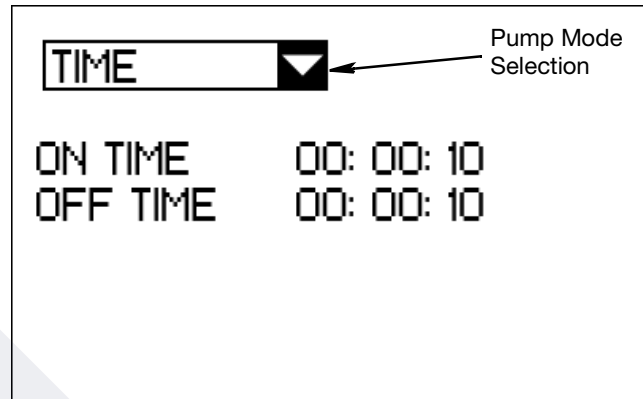 TIME
Pump Mode
Selection
ON TIME 00: 00: 10
OFF TIME 00: 00: 10